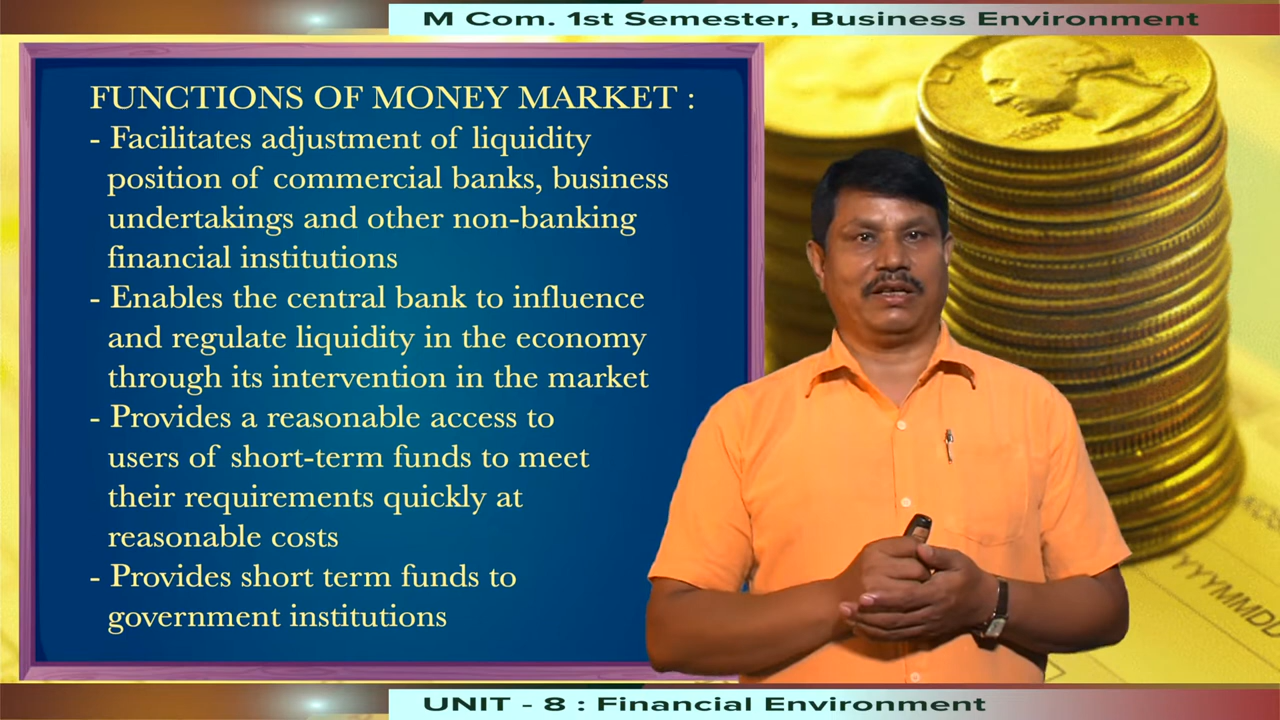 M Com. 1st Semester, Business Environment
FUNCTIONS OF MONEY MARKET :
- Facilitates adjustment of liquidity
position of commercial banks, business
undertakings and other non-banking
financial institutions
- Enables the central bank to influence
and regulate liquidity in the economy
through its intervention in the market
- Provides a reasonable access to
users of short-term funds to meet
their requirements quickly at
reasonable costs
- Provides short term funds to
government institutions
YYYMMDD
UNIT - 8 : Financial Environment